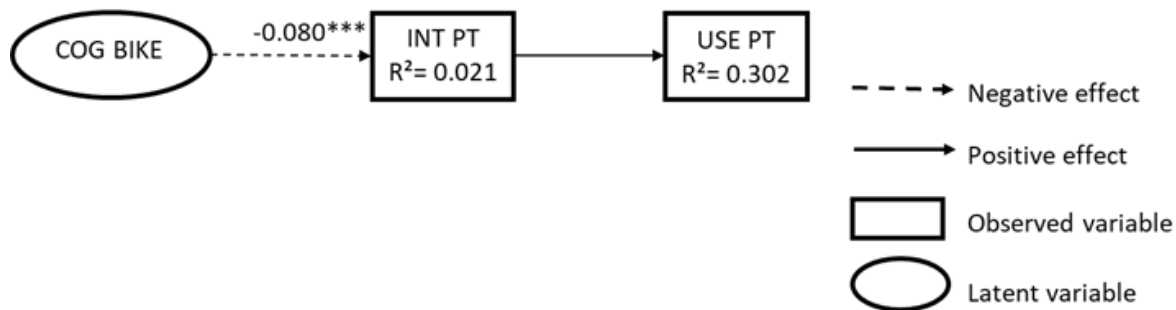 -0.080***
COG BIKE
INT PT
R²= 0.021
USE PT
R²= 0.302
Negative effect
Positive effect
Observed variable
Latent variable